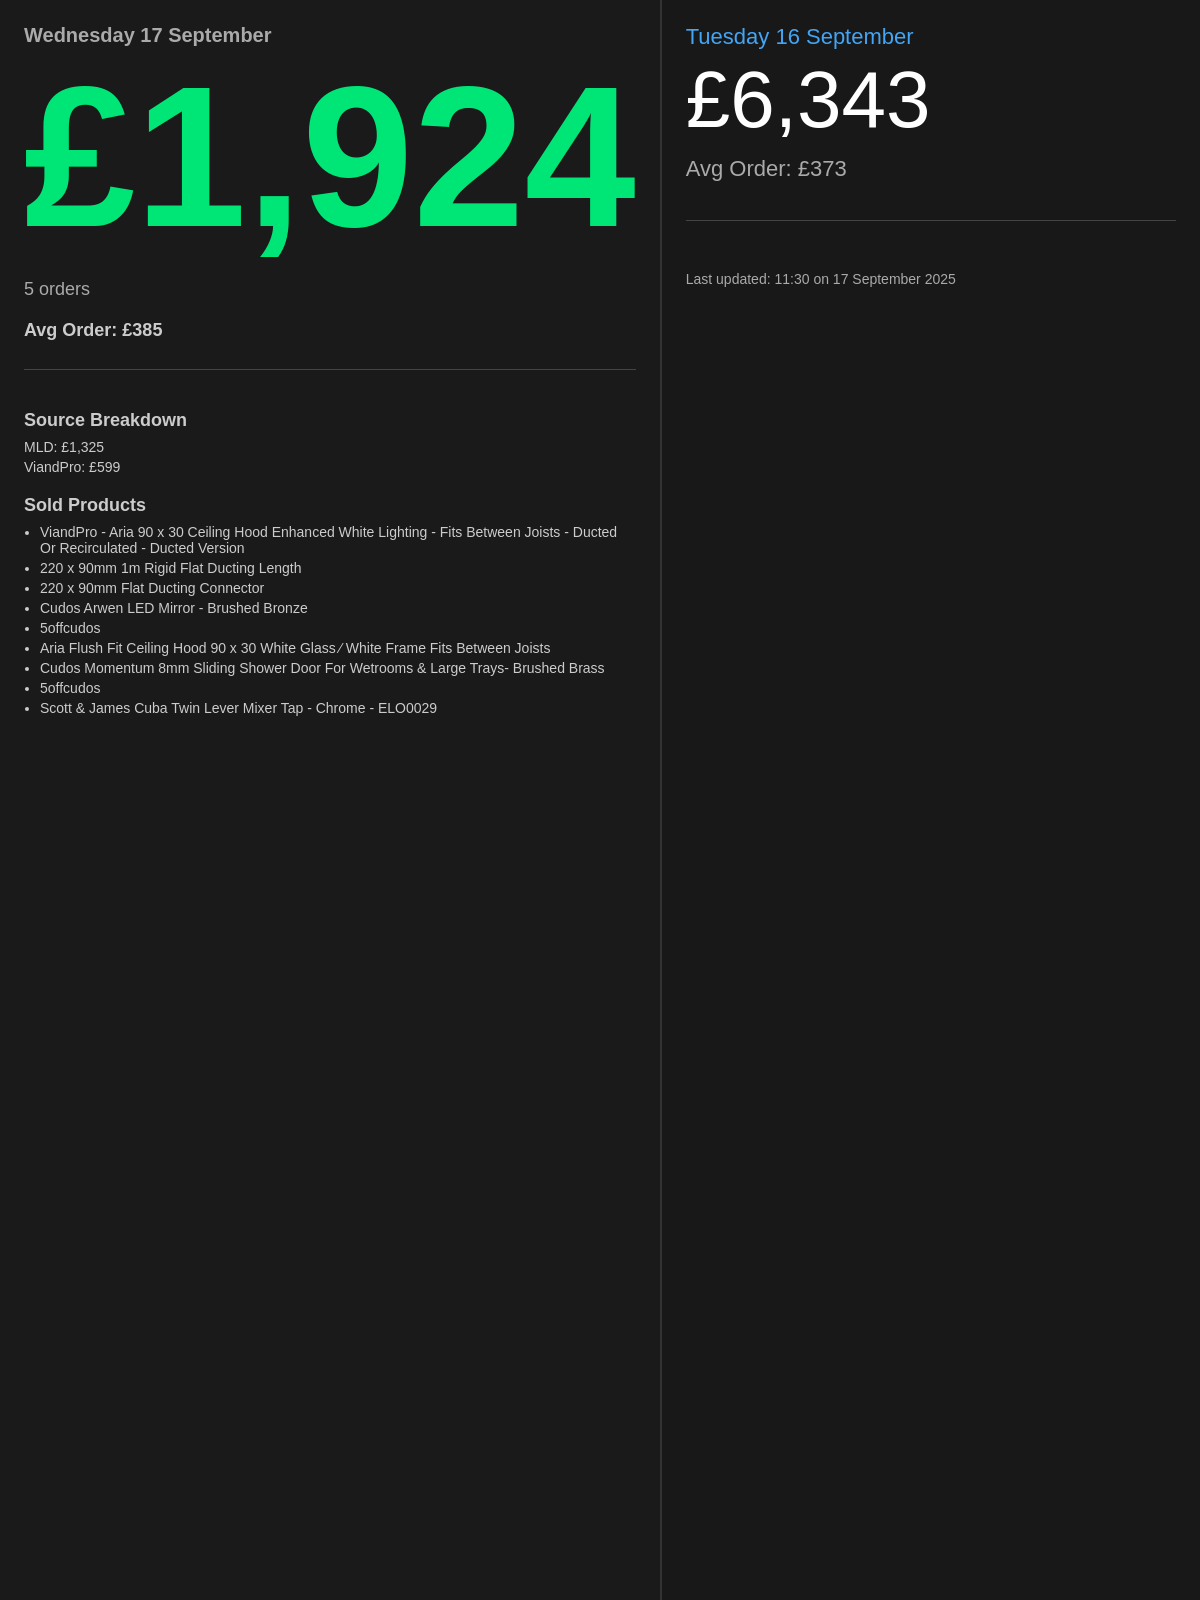 Wednesday 17 September
£1,924
5 orders
Avg Order: £385
Source Breakdown
MLD: £1,325
ViandPro: £599
Sold Products
• ViandPro - Aria 90 x 30 Ceiling Hood Enhanced White Lighting - Fits Between Joists - Ducted
Or Recirculated - Ducted Version
• 220 x 90mm 1m Rigid Flat Ducting Length
• 220 x 90mm Flat Ducting Connector
• Cudos Arwen LED Mirror - Brushed Bronze
• 5offcudos
• Aria Flush Fit Ceiling Hood 90 x 30 White Glass ⁄ White Frame Fits Between Joists
• Cudos Momentum 8mm Sliding Shower Door For Wetrooms & Large Trays- Brushed Brass
• 5offcudos
• Scott & James Cuba Twin Lever Mixer Tap - Chrome - ELO0029
Tuesday 16 September
£6,343
Avg Order: £373
Last updated: 11:30 on 17 September 2025